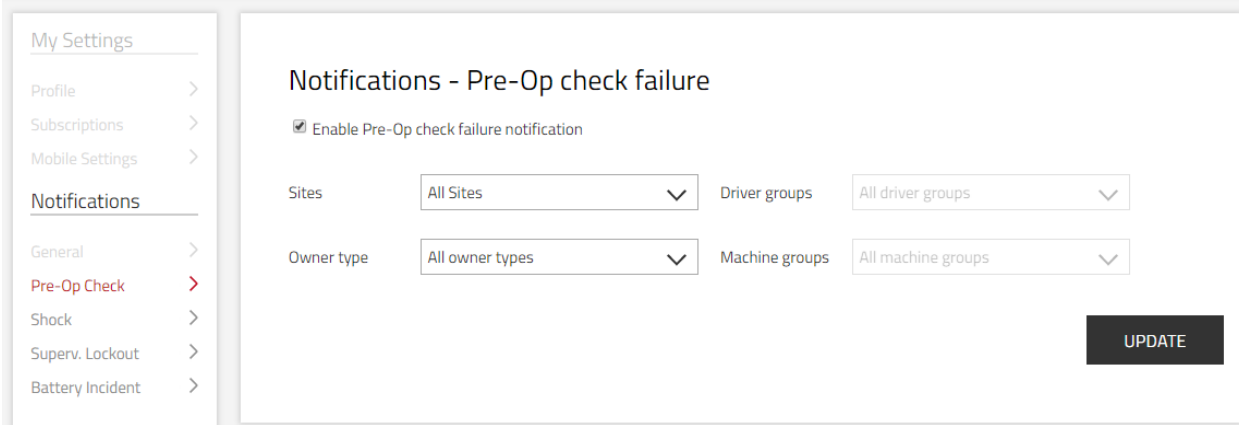 My Settings
Profile
Subscriptions
Mobile Settings
Notifications
General
Pre-Op Check
Shock
Superv. Lockout
Battery Incident
Notifications - Pre-Op check failure
Enable Pre-Op check failure notification
Sites All Sites Driver groups All driver groups
Owner type All owner types Machine groups All machine groups
UPDATE